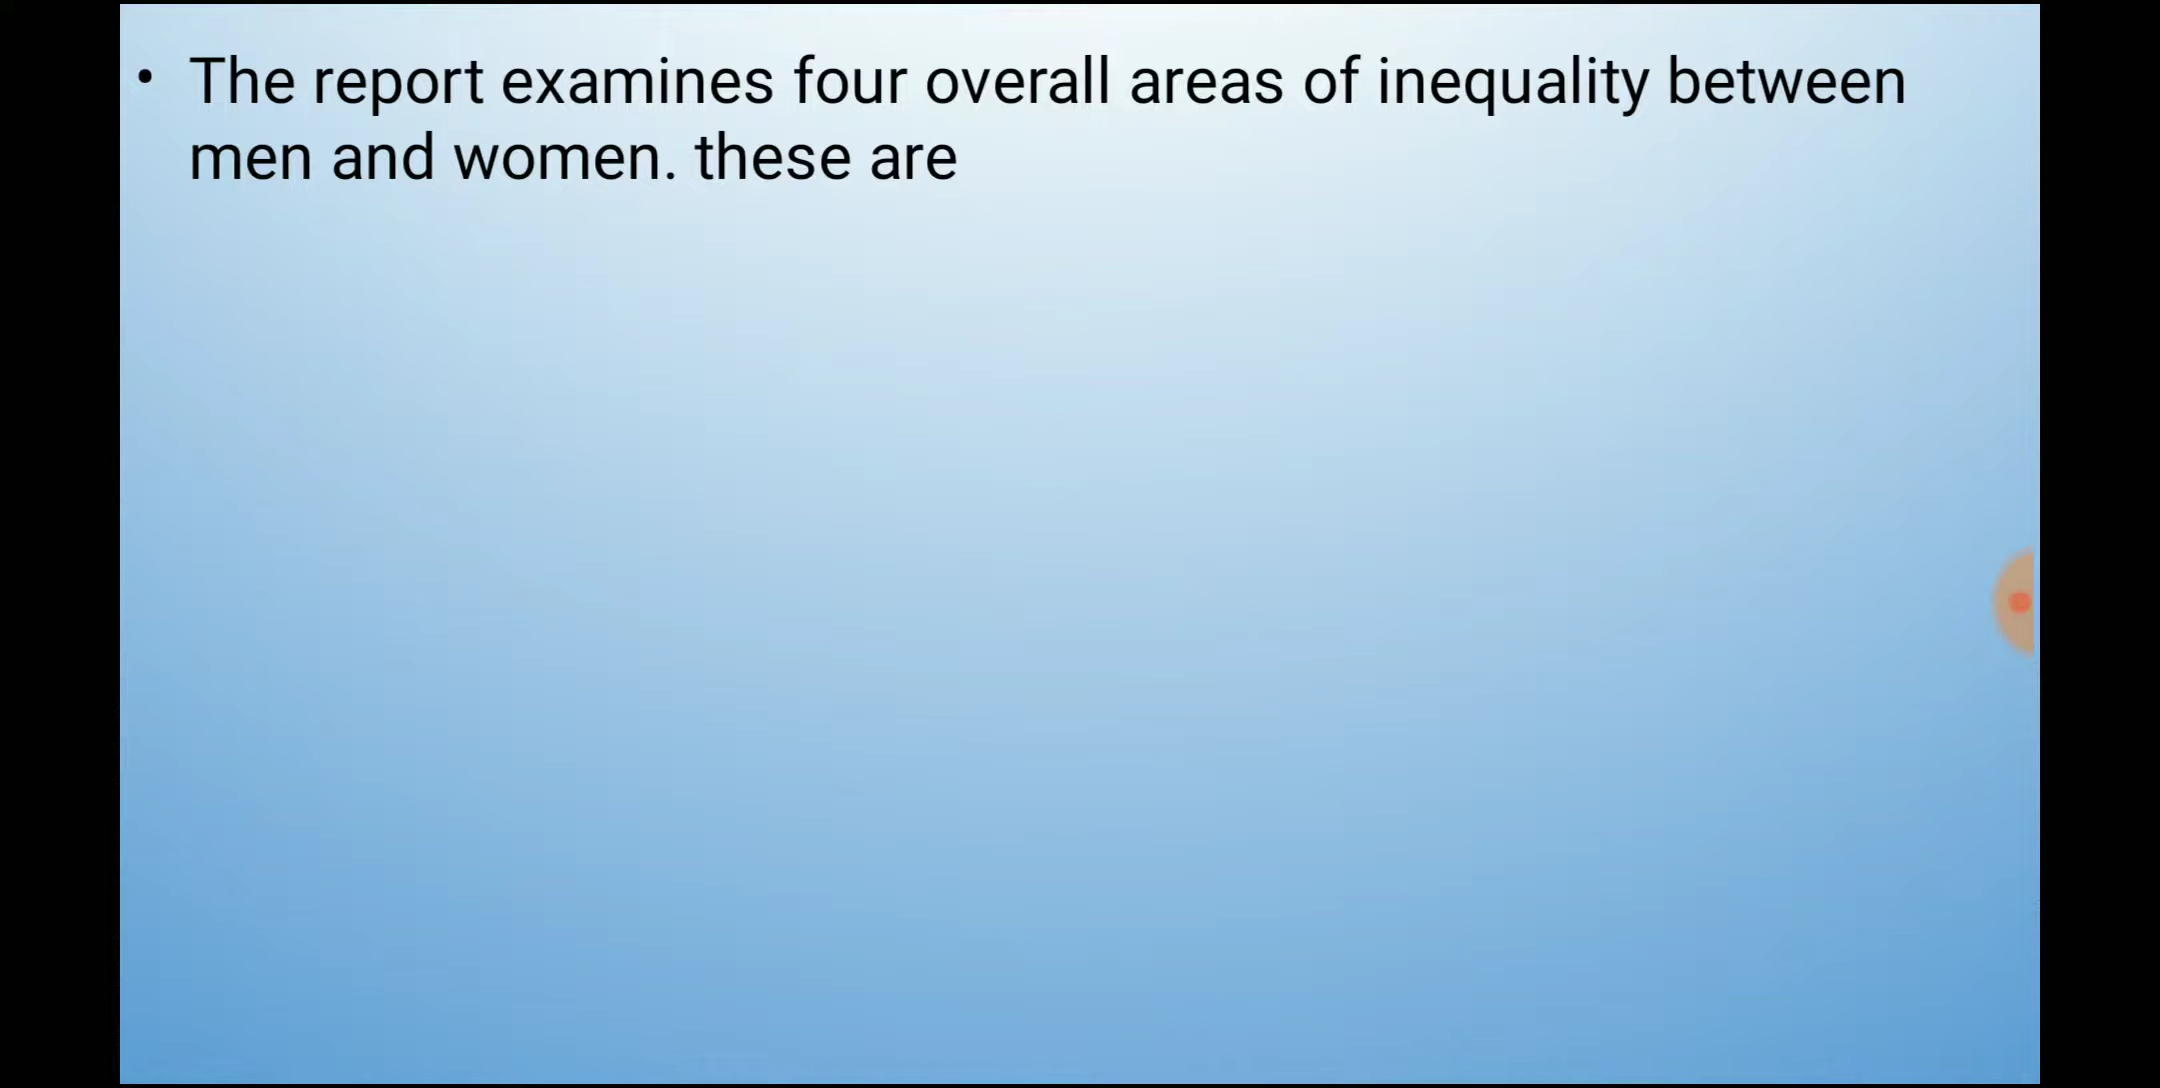 • The report examines four overall areas of inequality between
men and women. these are